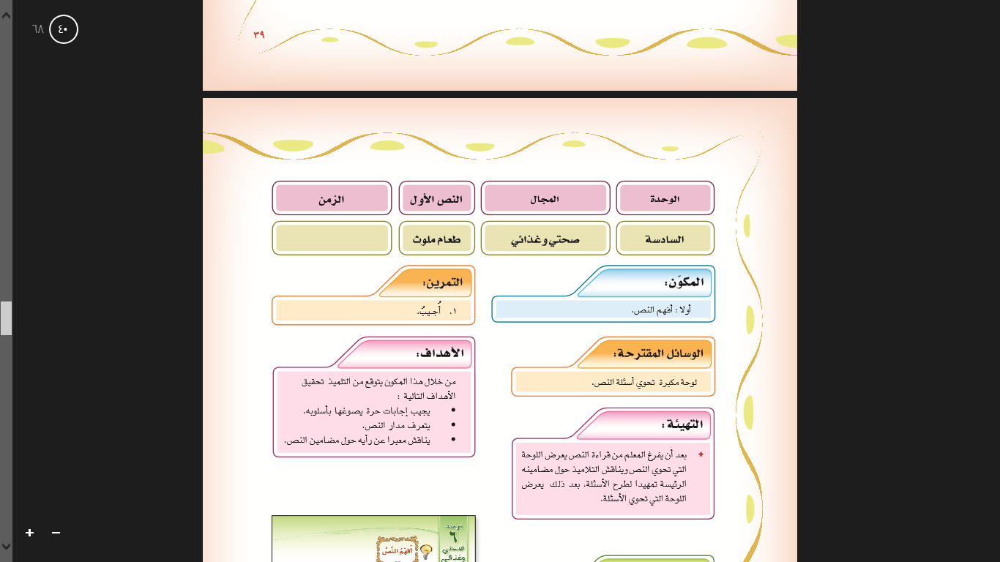 ٤٠
٦٨
٣٩
الوحدة
المجال
النص الأول
الزمن
السادسة
صحتي وغذائي
طعام ملوث
المكوّن:
أولا : أفهم النص.
التمرين:
١. أُجـيبُ.
الوسائل المقترحة:
لوحة مكبرة تحوي أسئلة النص.
الأهداف:
من خلال هذا المكون يتوقع من التلميذ تحقيق
الأهداف التالية :
• يجيب إجابات حرة يصوغها بأسلوبه.
• يتعرف مدار النص.
• يناقش معبرا عن رأيه حول مضامين النص.
التهيئة:
بعد أن يفرغ المعلم من قراءة النص يعرض اللوحة
التي تحوي النص ويناقش التلاميذ حول مضامينه
الرئيسة تمهيدا لطرح الأسئلة، بعد ذلك يعرض
اللوحة التي تحوي الأسئلة.
الوحدة
٦
صحتي
وغذائي
أَفْهَمُ النَّصَّ